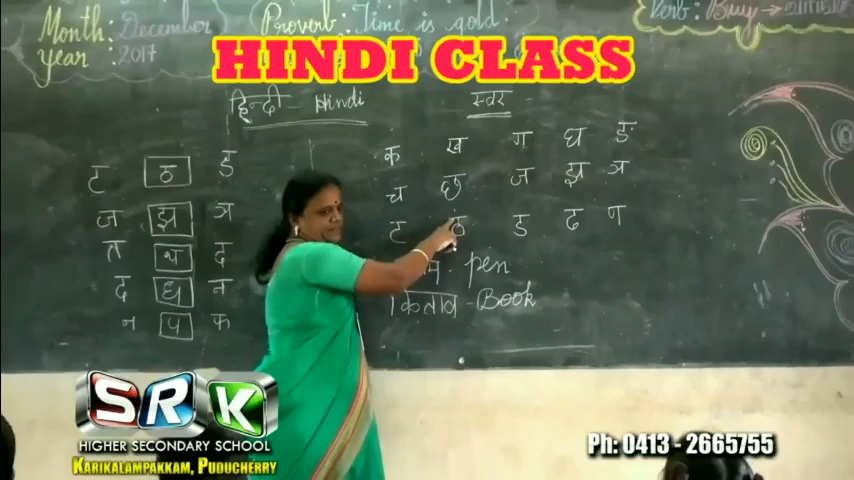 Month: December
year : 2017
Proverb: Time is gold
Verb: Buy →
HINDI CLASS
हिन्दी - Hindi
स्वर
ट ठ ड
ज झ ञ
त थ द
द ध न
न प फ
क ख ग घ ङ
च छ ज झ ञ
ट ठ ड ढ ण
pen
किताब - Book
SRK
HIGHER SECONDARY SCHOOL
KARIKALAMPAKKAM, PUDUCHERRY
Ph: 0413 - 2665755